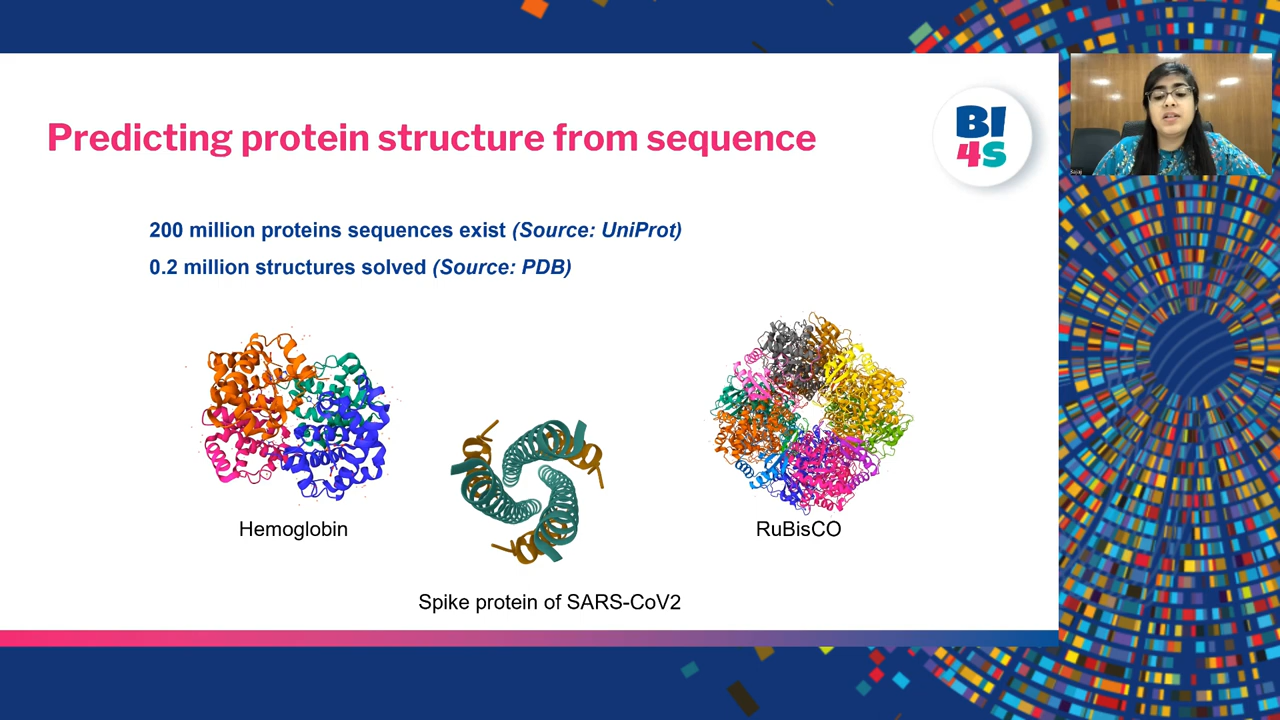 Predicting protein structure from sequence
BI
4S
200 million proteins sequences exist (Source: UniProt)
0.2 million structures solved (Source: PDB)
Hemoglobin
RuBisCO
Spike protein of SARS-CoV2